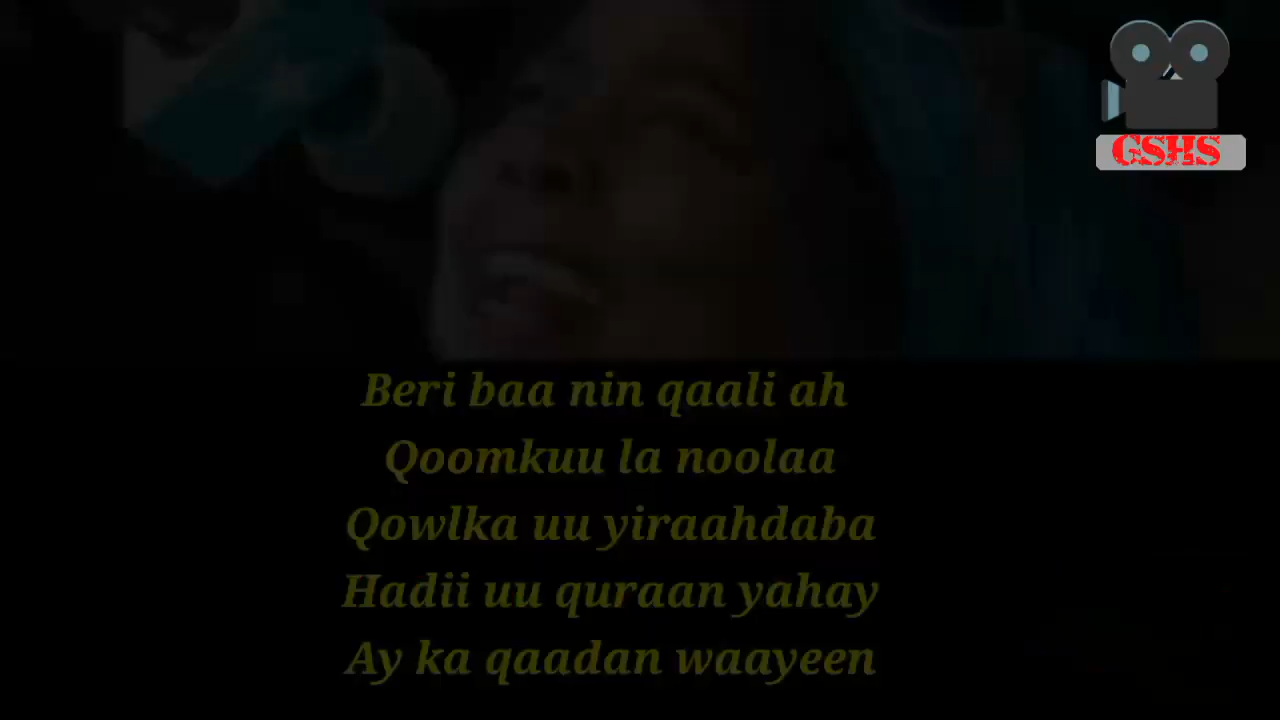 GSHS
Beri baa nin qaali ah
Qoomkuu la noolaa
Qowlka uu yiraahdaba
Hadii uu quraan yahay
Ay ka qaadan waayeen